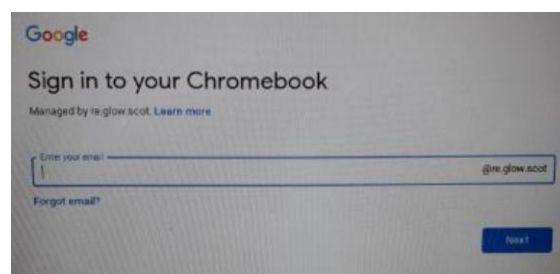 Google
Sign in to your Chromebook
Managed by re.glow.scot. Learn more
Enter your email
@re.glow.scot
Forgot email?
Next